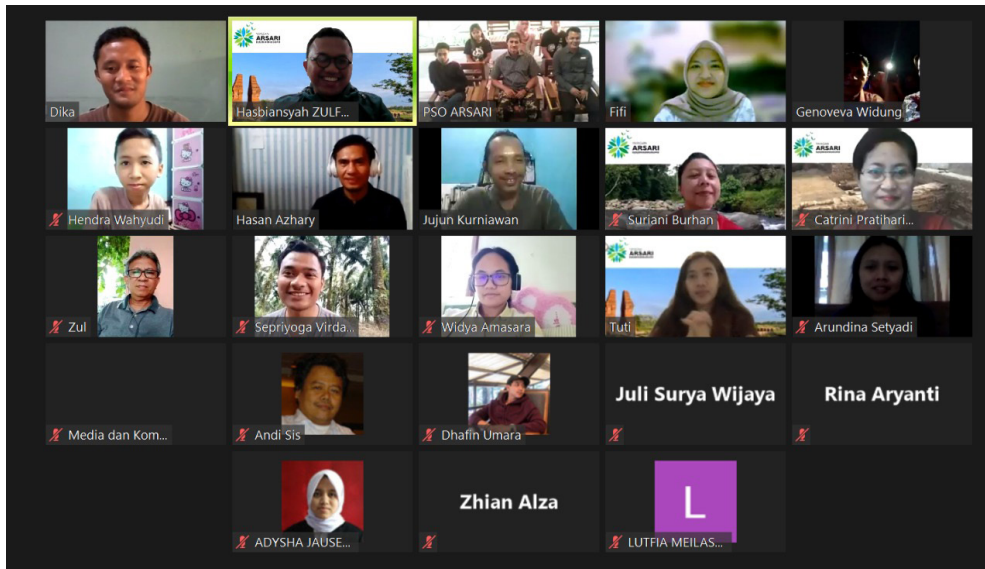 Dika
ARSARI
Hasbiansyah ZULF...
PSO ARSARI
Fifi
Genoveva Widung
Hendra Wahyudi
Hasan Azhary
Jujun Kurniawan
ARSARI
Suriani Burhan
ARSARI
Catrini Pratihari...
Zul
Sepriyoga Virda...
Widya Amasara
ARSARI
Tuti
Arundina Setyadi
Media dan Kom...
Andi Sis
Dhafin Umara
Juli Surya Wijaya
Rina Aryanti
ADYSHA JAUSE...
Zhian Alza
L
LUTFIA MEILAS...